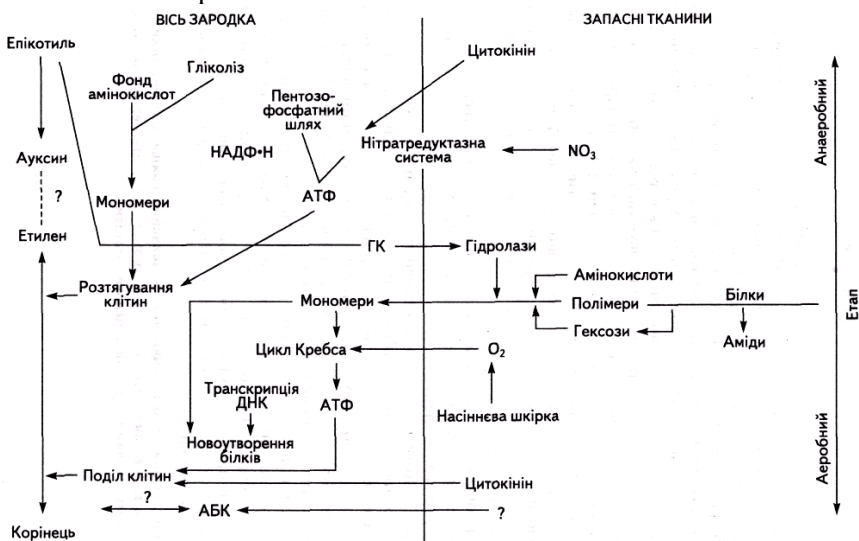 ВІСЬ ЗАРОДКА
ЗАПАСНІ ТКАНИНИ
Епікотиль
Гліколіз
Цитокінін
Фонд
амінокислот
Пентозо-
фосфатний
шлях
Анаеробний
Ауксин
НАДФ•Н
Нітратредуктазна
система
NO3
?
Мономери
АТФ
Етилен
ГК
Гідролази
Розтягування
клітин
Амінокислоти
Мономери
Полімери
Білки
Гексози
Аміди
Етап
Цикл Кребса
O2
Транскрипція
ДНК
АТФ
Насіннєва шкірка
Новоутворення
білків
Аеробний
Поділ клітин
Цитокінін
?
АБК
?
Корінець